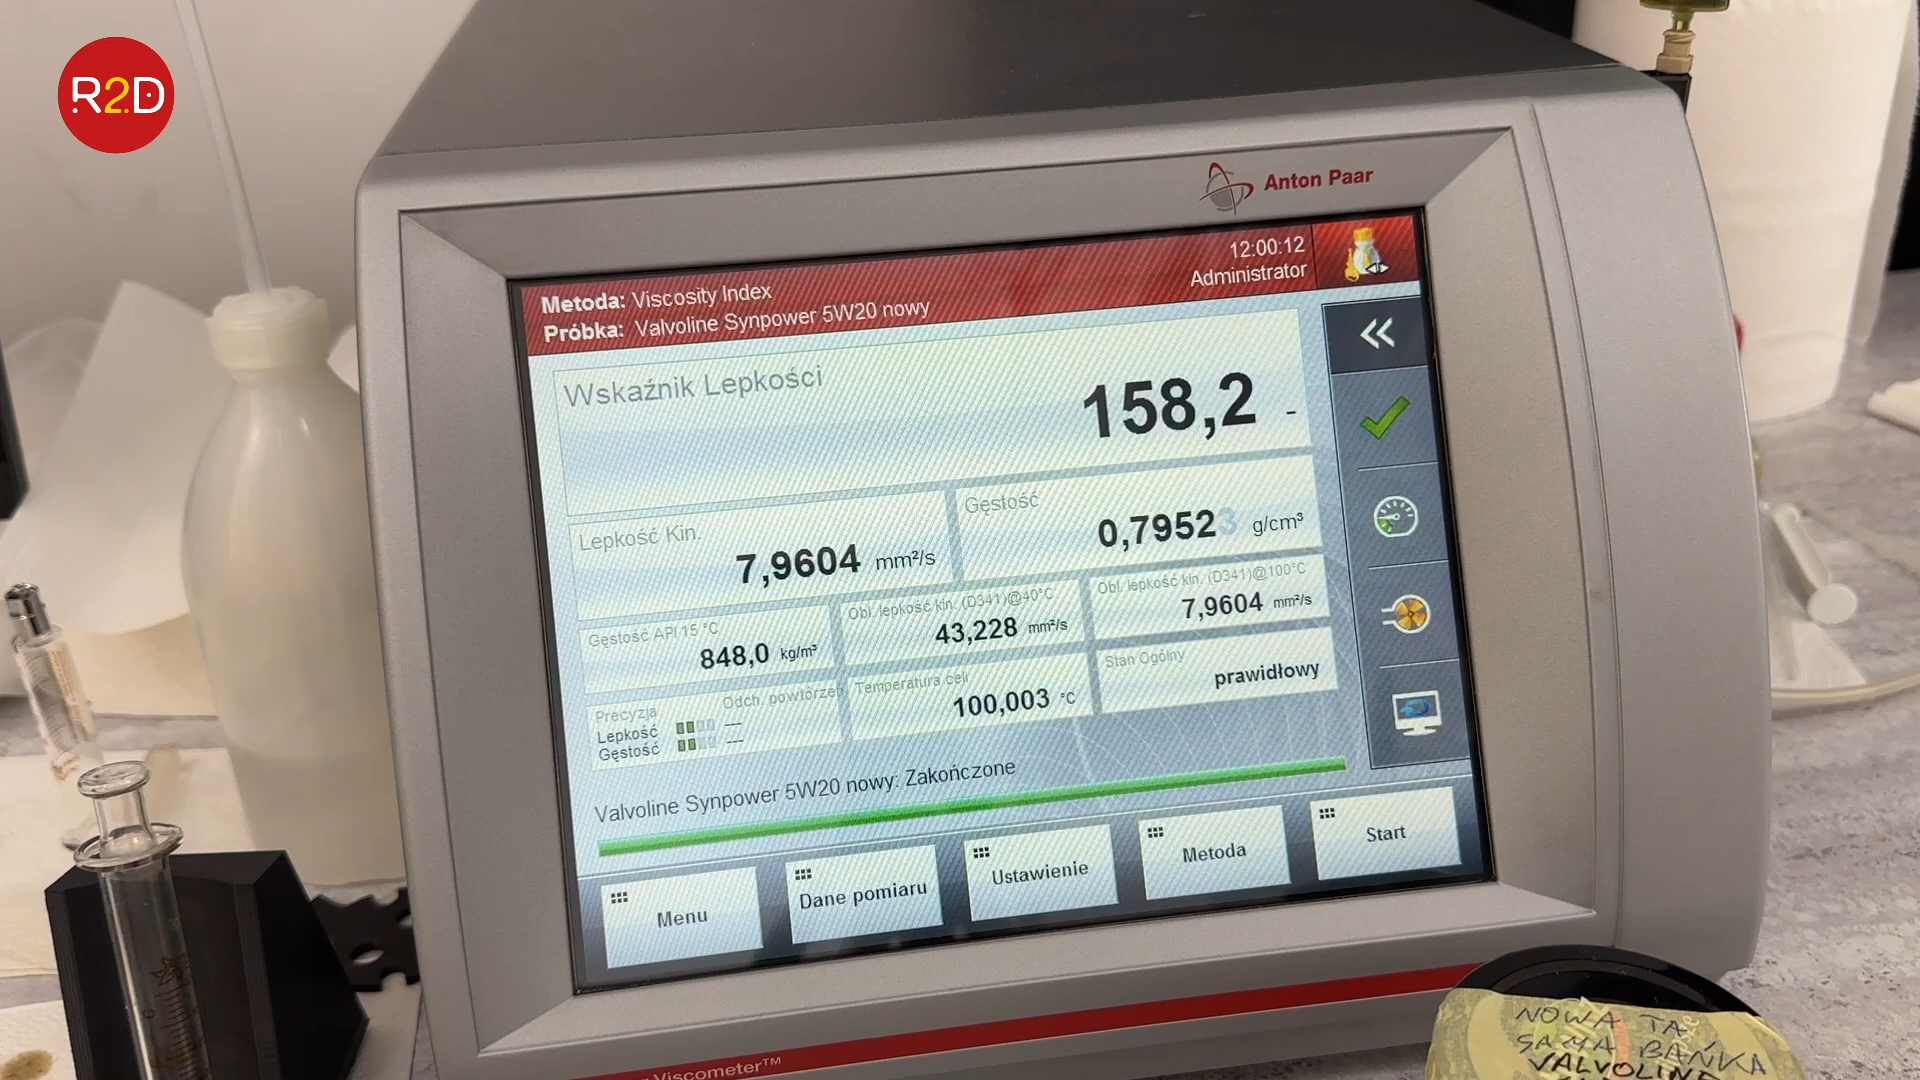 R2D
Anton Paar
12:00:12
Administrator
Metoda: Viscosity Index
Próbka: Valvoline Synpower 5W20 nowy
Wskaźnik Lepkości
158,2 -
Lepkość Kin.
7,9604 mm²/s
Gęstość
0,79523 g/cm³
Gęstość API 15 °C
848,0 kg/m³
Obl. lepkość kin. (D341)@40°C
43,228 mm²/s
Obl. lepkość kin. (D341)@100°C
7,9604 mm²/s
Precyzja
Odch. powtórzeń
Lepkość ---
Gęstość ---
Temperatura celi
100,003 °C
Stan Ogólny
prawidłowy
Valvoline Synpower 5W20 nowy: Zakończone
Menu
Dane pomiaru
Ustawienie
Metoda
Start
Viscometer™
NOWA TA
SAMA BAŃKA
VALVOLINE